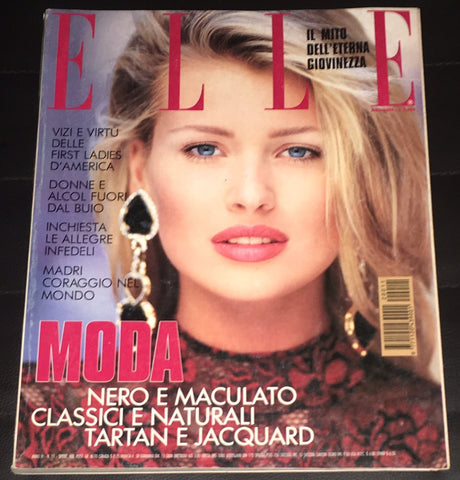 ELLE
IL MITO
DELL'ETERNA
GIOVINEZZA
VIZI E VIRTÙ
DELLE
FIRST LADIES
D'AMERICA
DONNE E
ALCOL FUORI
DAL BUIO
INCHIESTA
LE ALLEGRE
INFEDELI
MADRI
CORAGGIO NEL
MONDO
MODA
NERO E MACULATO
CLASSICI E NATURALI
TARTAN E JACQUARD